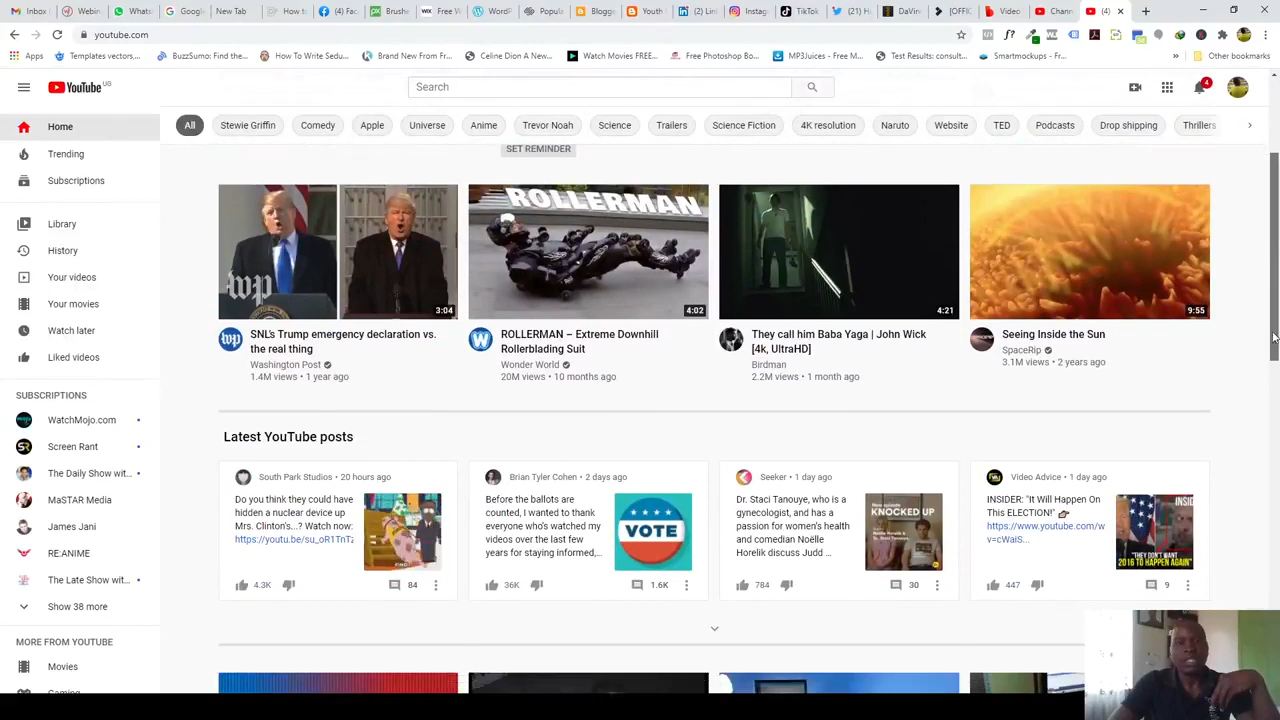 Inbox
Webin
Whats
Google
New Tab
How to
(4) Fac
Brushe
Free W
WordP
Popula
Blogge
Youth
(2) Lin
Instag
TikTok
(21) H
DaVinc
[OFFIC
Video
Chann
(4)
youtube.com
Apps
Templates vectors,...
BuzzSumo: Find the...
How To Write Sedu...
Brand New From F...
Celine Dion A New...
Watch Movies FREE...
Free Photoshop Bo...
MP3Juices - Free M...
Test Results: consult...
Smartmockups - Fr...
»
Other bookmarks
YouTube UG
Search
4
All
Stewie Griffin
Comedy
Apple
Universe
Anime
Trevor Noah
Science
Trailers
Science Fiction
4K resolution
Naruto
Website
TED
Podcasts
Drop shipping
Thrillers
Home
Trending
Subscriptions
Library
History
Your videos
Your movies
Watch later
Liked videos
SUBSCRIPTIONS
WatchMojo.com
Screen Rant
The Daily Show wit...
MaSTAR Media
James Jani
RE:ANIME
The Late Show wit...
Show 38 more
MORE FROM YOUTUBE
Movies
Gaming
SET REMINDER
wp
3:04
ROLLERMAN
4:02
4:21
9:55
SNL's Trump emergency declaration vs.
the real thing
Washington Post
1.4M views • 1 year ago
ROLLERMAN – Extreme Downhill
Rollerblading Suit
Wonder World
20M views • 10 months ago
They call him Baba Yaga | John Wick
[4k, UltraHD]
Birdman
2.2M views • 1 month ago
Seeing Inside the Sun
SpaceRip
3.1M views • 2 years ago
Latest YouTube posts
South Park Studios • 20 hours ago
Do you think they could have
hidden a nuclear device up
Mrs. Clinton's...? Watch now:
https://youtu.be/su_oR1TnTz
4.3K
84
Brian Tyler Cohen • 2 days ago
Before the ballots are
counted, I wanted to thank
everyone who's watched my
videos over the last few
years for staying informed,...
VOTE
36K
1.6K
Seeker • 1 day ago
Dr. Staci Tanouye, who is a
gynecologist, and has a
passion for women's health
and comedian Noëlle
Horelik discuss Judd ...
KNOCKED UP
784
30
Video Advice • 1 day ago
INSIDER: "It Will Happen On
This ELECTION!"
https://www.youtube.com/w
v=cWaiS...
"THEY DON'T WANT
2016 TO HAPPEN AGAIN"
447
9